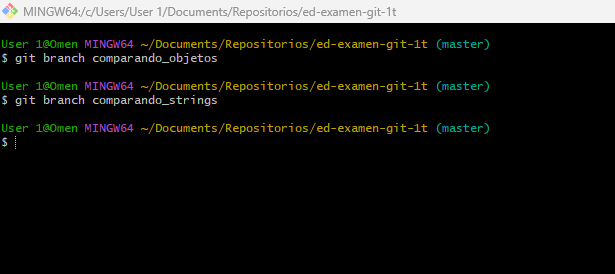 MINGW64:/c/Users/User 1/Documents/Repositorios/ed-examen-git-1t
User 1@Omen MINGW64 ~/Documents/Repositorios/ed-examen-git-1t (master)
$ git branch comparando_objetos
User 1@Omen MINGW64 ~/Documents/Repositorios/ed-examen-git-1t (master)
$ git branch comparando_strings
User 1@Omen MINGW64 ~/Documents/Repositorios/ed-examen-git-1t (master)
$